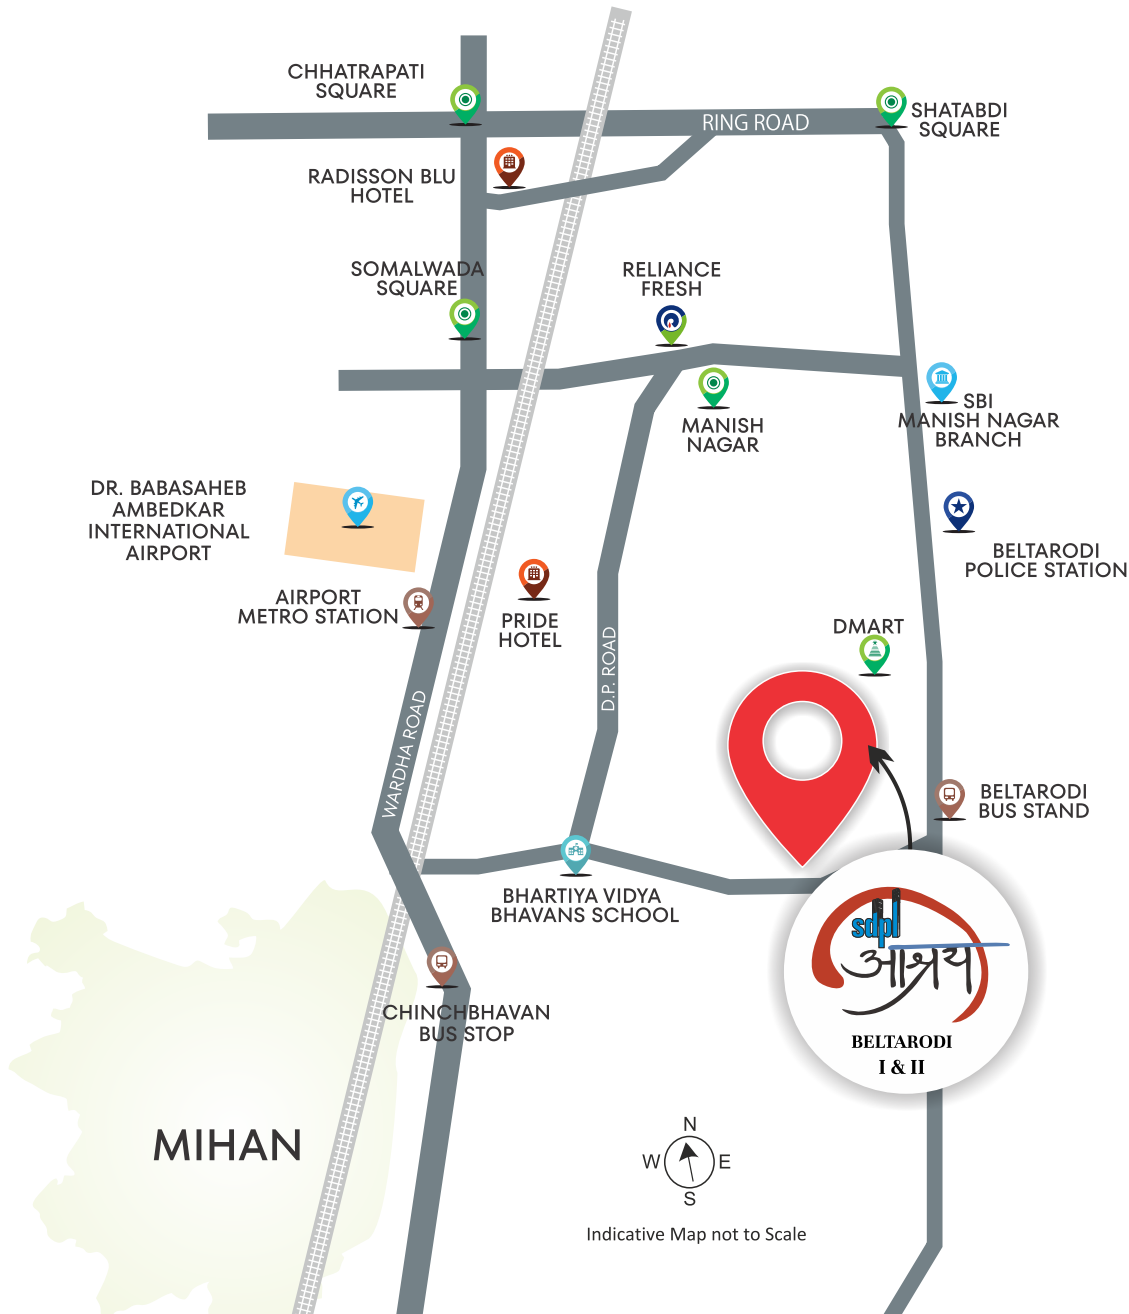 CHHATRAPATI
SQUARE
RING ROAD
SHATABDI
SQUARE
RADISSON BLU
HOTEL
SOMALWADA
SQUARE
RELIANCE
FRESH
SBI
MANISH NAGAR
BRANCH
MANISH
NAGAR
DR. BABASAHEB
AMBEDKAR
INTERNATIONAL
AIRPORT
BELTARODI
POLICE STATION
AIRPORT
METRO STATION
PRIDE
HOTEL
DMART
D.P. ROAD
WARDHA ROAD
BELTARODI
BUS STAND
BHARTIYA VIDYA
BHAVANS SCHOOL
sdpl
आश्रय
BELTARODI
I & II
CHINCHBHAVAN
BUS STOP
MIHAN
N
W E
S
Indicative Map not to Scale